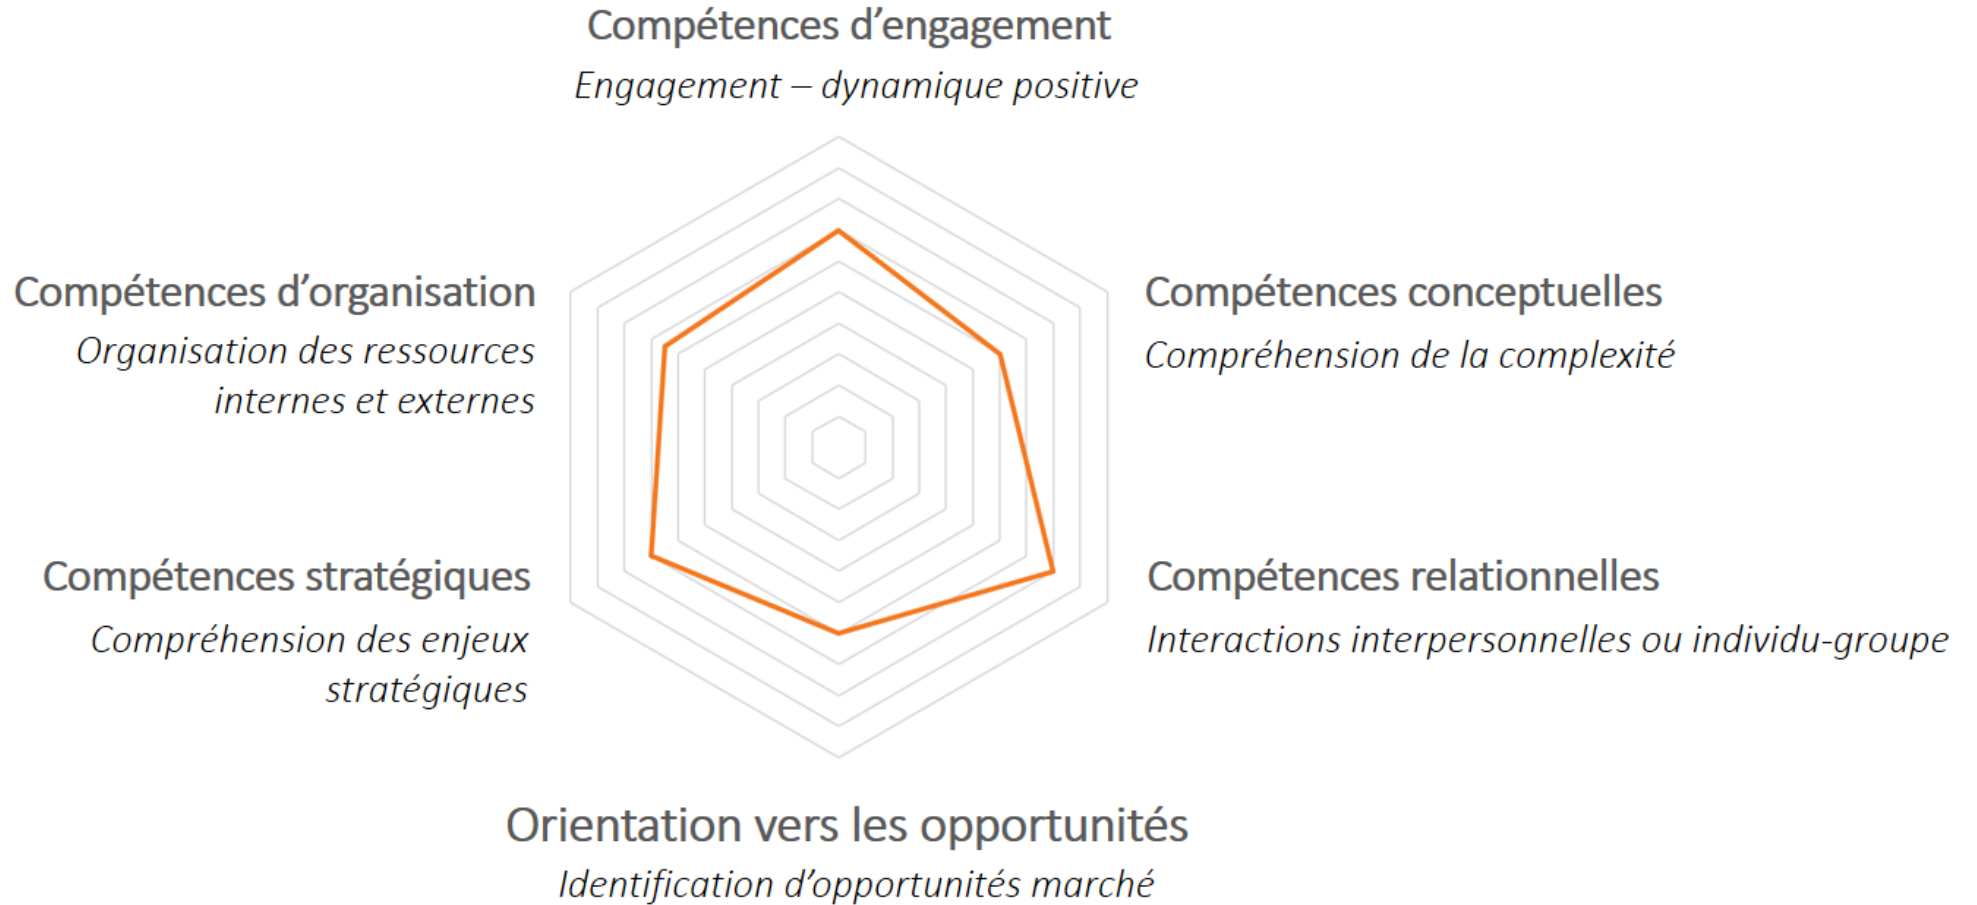 Compétences d’engagement
Engagement – dynamique positive
Compétences d’organisation
Organisation des ressources
internes et externes
Compétences conceptuelles
Compréhension de la complexité
Compétences stratégiques
Compréhension des enjeux
stratégiques
Compétences relationnelles
Interactions interpersonnelles ou individu-groupe
Orientation vers les opportunités
Identification d’opportunités marché